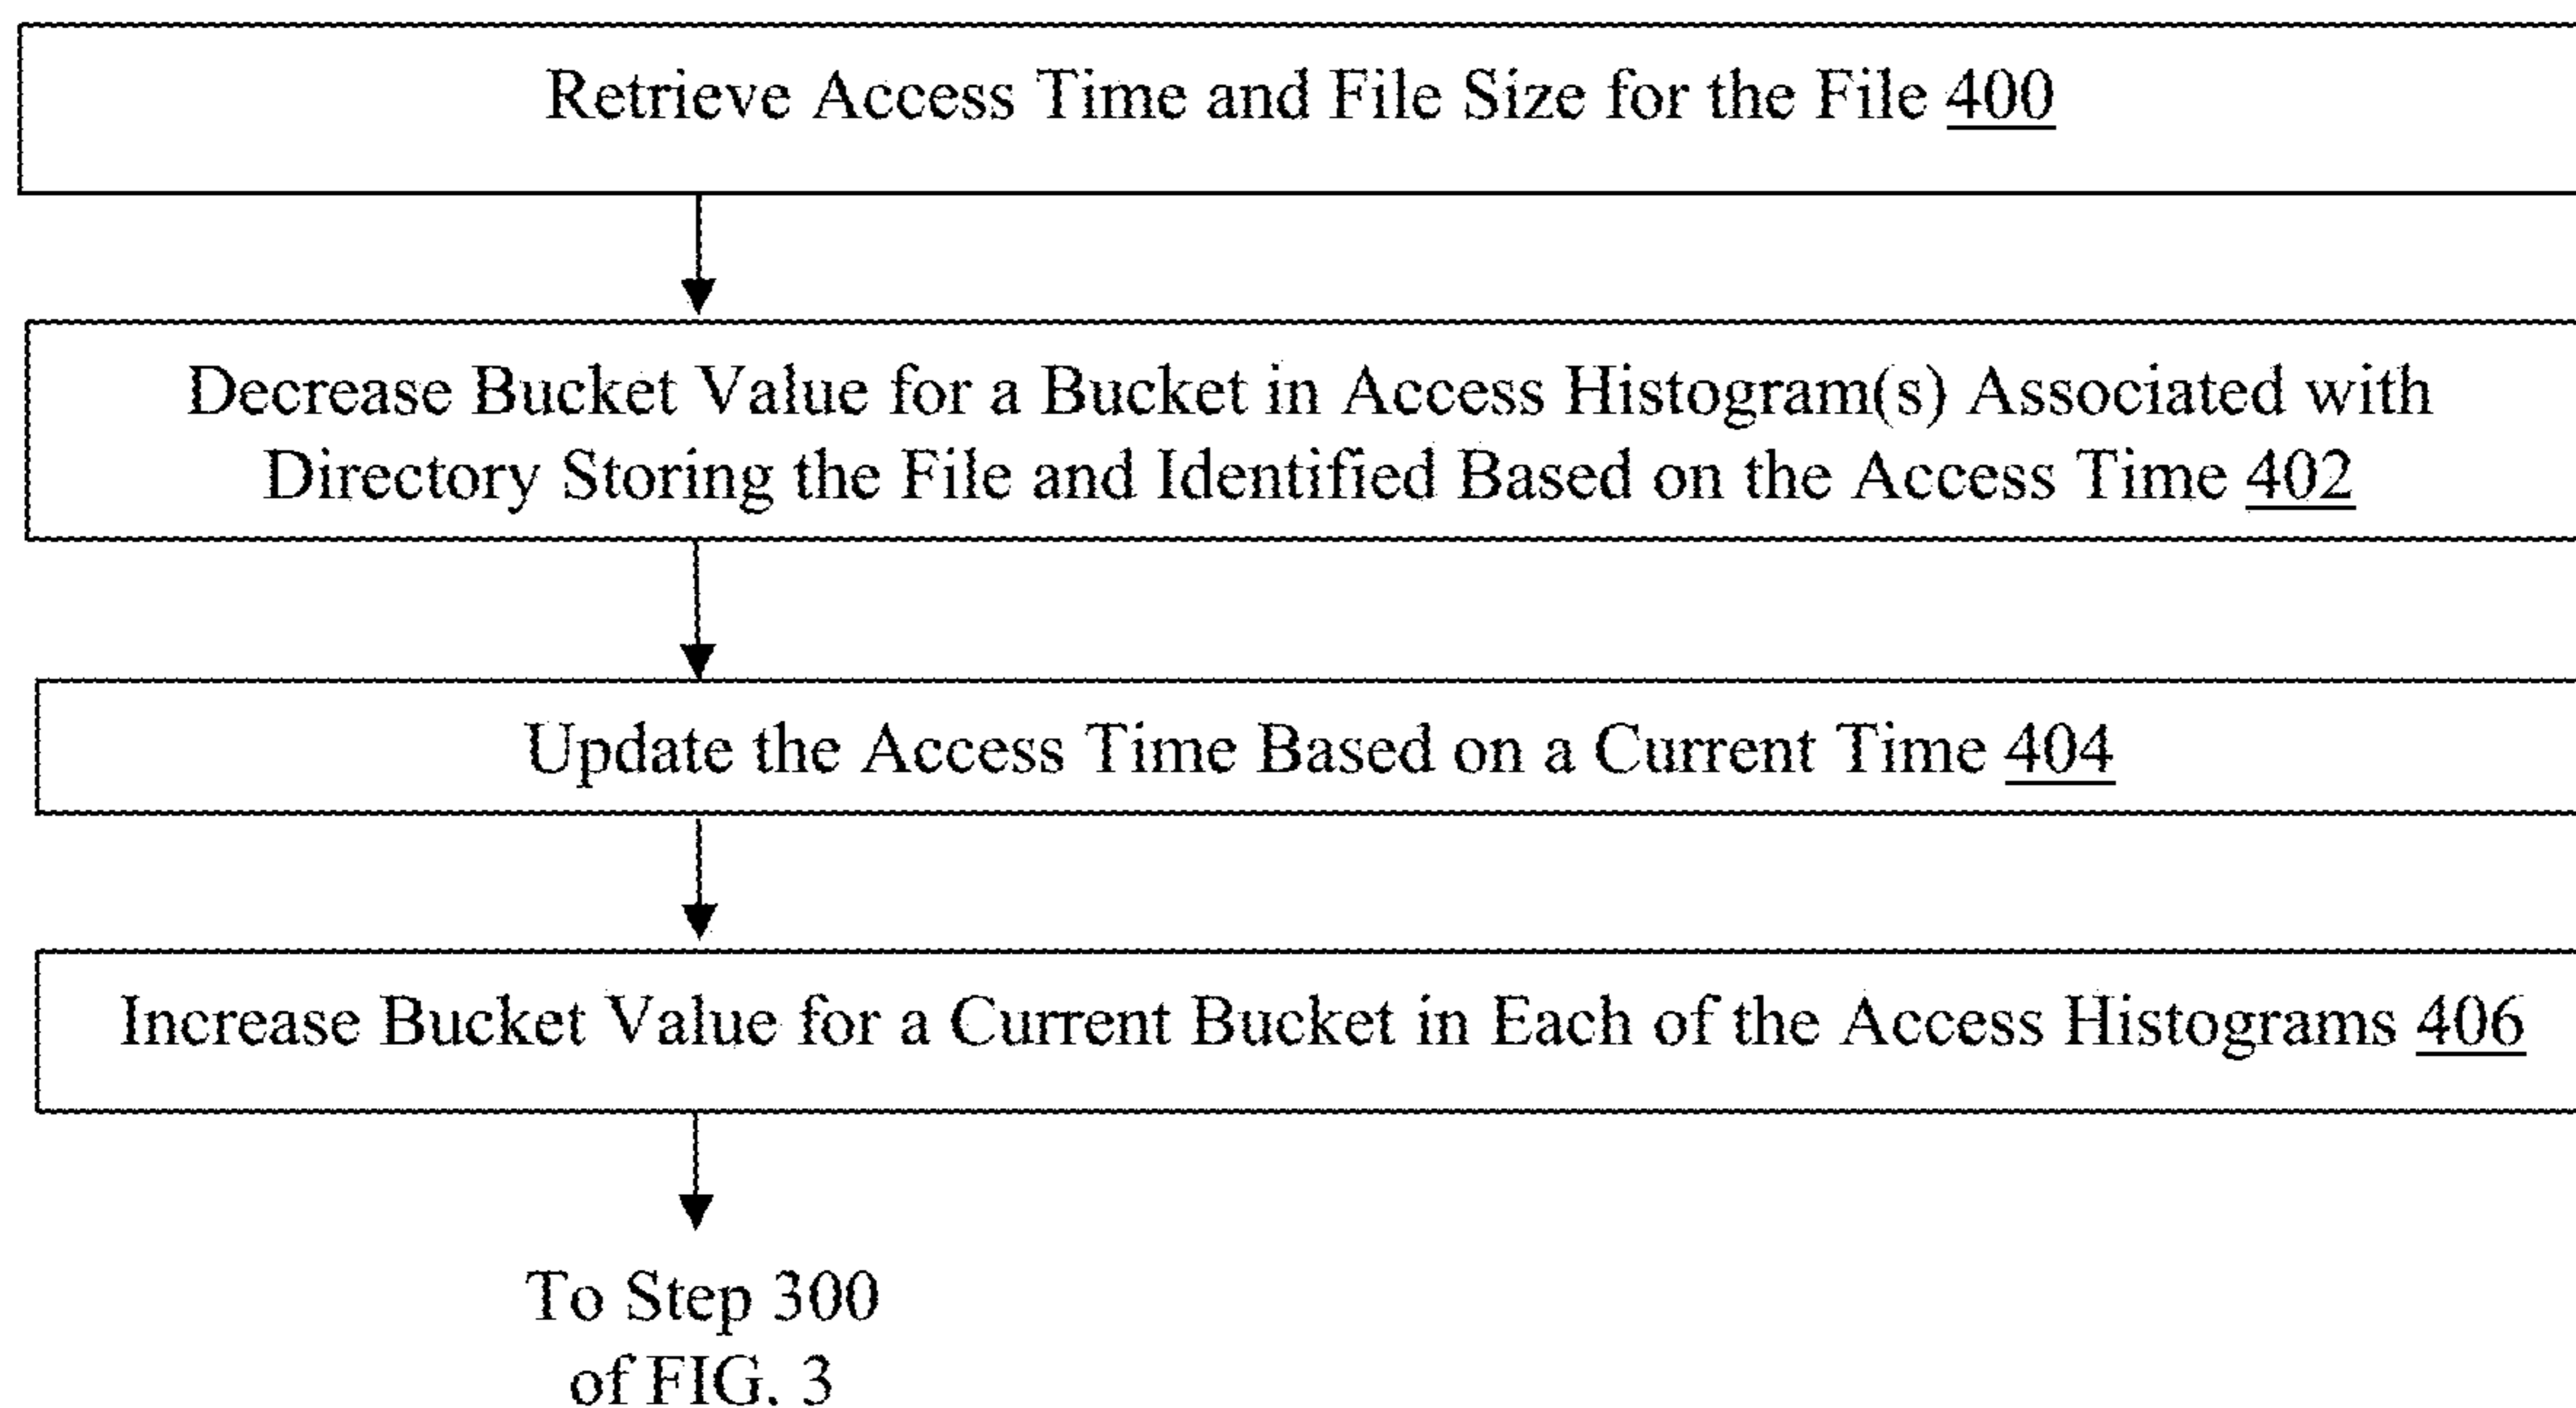 Retrieve Access Time and File Size for the File 400
Decrease Bucket Value for a Bucket in Access Histogram(s) Associated with
Directory Storing the File and Identified Based on the Access Time 402
Update the Access Time Based on a Current Time 404
Increase Bucket Value for a Current Bucket in Each of the Access Histograms 406
To Step 300
of FIG. 3